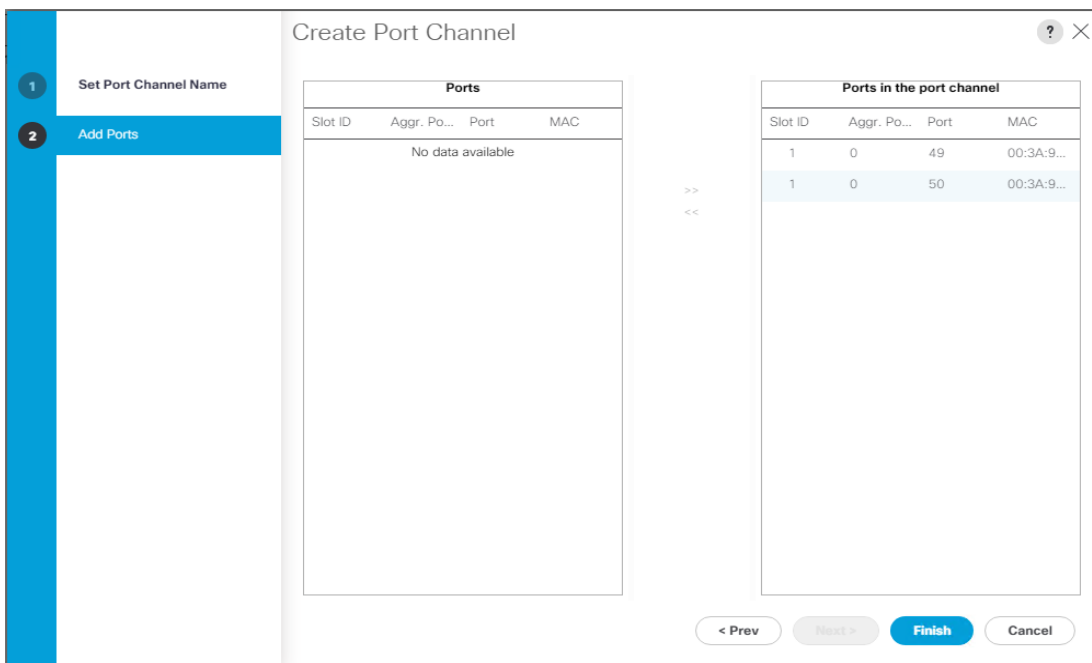 Create Port Channel
?
1
Set Port Channel Name
2
Add Ports
Ports
Slot ID Aggr. Po... Port MAC
No data available
>>
<<
Ports in the port channel
Slot ID Aggr. Po... Port MAC
1 0 49 00:3A:9...
1 0 50 00:3A:9...
< Prev
Next >
Finish
Cancel